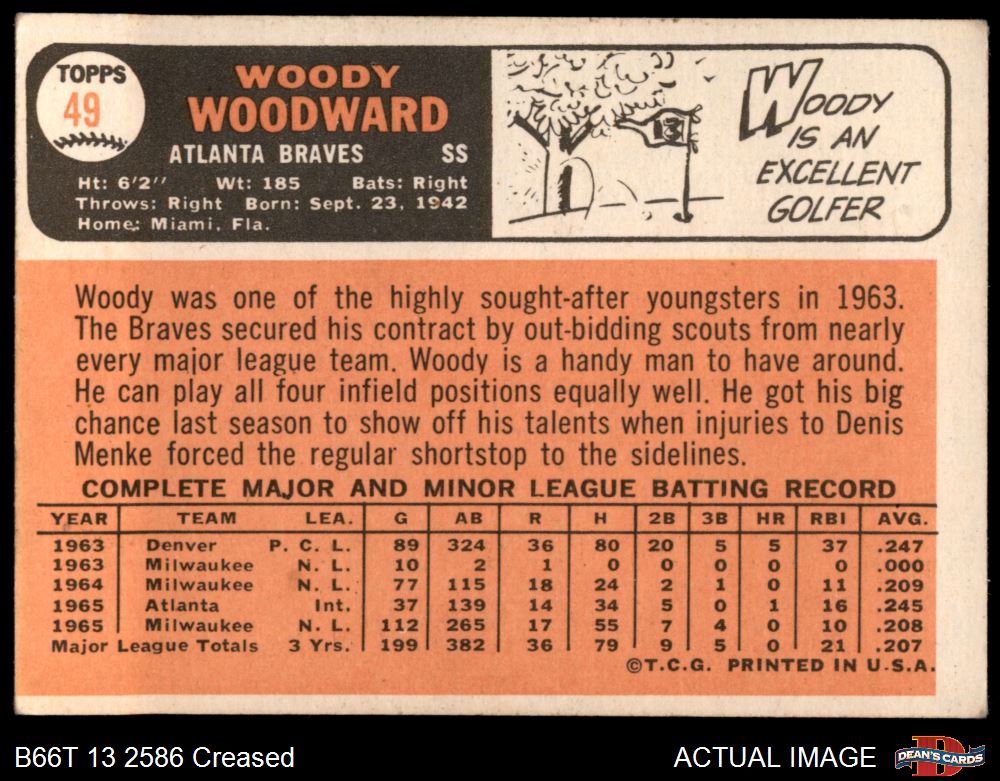 TOPPS
49
WOODY
WOODWARD
ATLANTA BRAVES SS
Ht: 6'2" Wt: 185 Bats: Right
Throws: Right Born: Sept. 23, 1942
Home: Miami, Fla.
13
WOODY
IS AN
EXCELLENT
GOLFER
Woody was one of the highly sought-after youngsters in 1963.
The Braves secured his contract by out-bidding scouts from nearly
every major league team. Woody is a handy man to have around.
He can play all four infield positions equally well. He got his big
chance last season to show off his talents when injuries to Denis
Menke forced the regular shortstop to the sidelines.
COMPLETE MAJOR AND MINOR LEAGUE BATTING RECORD
YEAR TEAM LEA. G AB R H 2B 3B HR RBI AVG.
1963 Denver P. C. L. 89 324 36 80 20 5 5 37 .247
1963 Milwaukee N. L. 10 2 1 0 0 0 0 0 .000
1964 Milwaukee N. L. 77 115 18 24 2 1 0 11 .209
1965 Atlanta Int. 37 139 14 34 5 0 1 16 .245
1965 Milwaukee N. L. 112 265 17 55 7 4 0 10 .208
Major League Totals 3 Yrs. 199 382 36 79 9 5 0 21 .207
©T.C.G. PRINTED IN U.S.A.
B66T 13 2586 Creased
ACTUAL IMAGE
D
DEAN'S CARDS